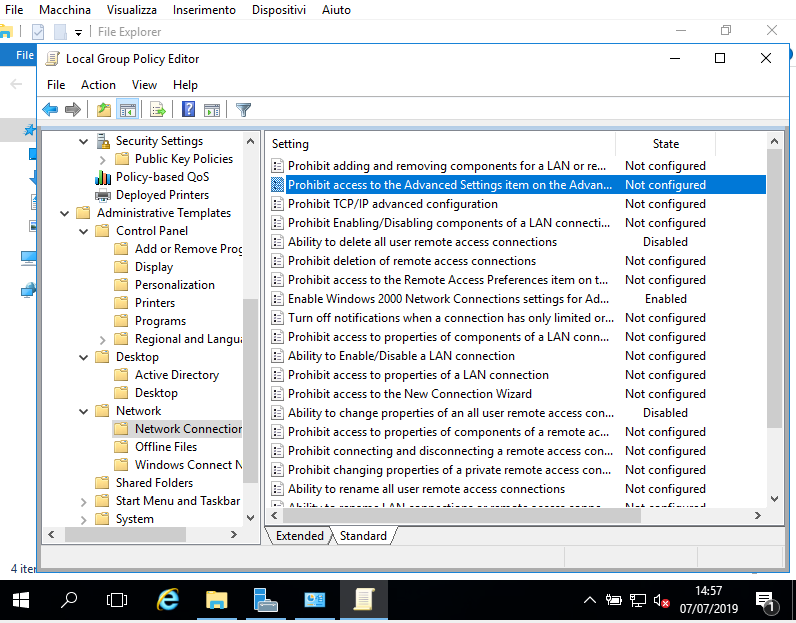 File Macchina Visualizza Inserimento Dispositivi Aiuto
File Explorer
File
Local Group Policy Editor
File Action View Help
Security Settings
Public Key Policies
Policy-based QoS
Deployed Printers
Administrative Templates
Control Panel
Add or Remove Prog
Display
Personalization
Printers
Programs
Regional and Langua
Desktop
Active Directory
Desktop
Network
Network Connection
Offline Files
Windows Connect N
Shared Folders
Start Menu and Taskbar
System
Setting State
Prohibit adding and removing components for a LAN or re... Not configured
Prohibit access to the Advanced Settings item on the Advan... Not configured
Prohibit TCP/IP advanced configuration Not configured
Prohibit Enabling/Disabling components of a LAN connecti... Not configured
Ability to delete all user remote access connections Disabled
Prohibit deletion of remote access connections Not configured
Prohibit access to the Remote Access Preferences item on t... Not configured
Enable Windows 2000 Network Connections settings for Ad... Enabled
Turn off notifications when a connection has only limited or... Not configured
Prohibit access to properties of components of a LAN conn... Not configured
Ability to Enable/Disable a LAN connection Not configured
Prohibit access to properties of a LAN connection Not configured
Prohibit access to the New Connection Wizard Not configured
Ability to change properties of an all user remote access con... Disabled
Prohibit access to properties of components of a remote ac... Not configured
Prohibit connecting and disconnecting a remote access con... Not configured
Prohibit changing properties of a private remote access con... Not configured
Ability to rename all user remote access connections Not configured
Ability to rename LAN connections or remote access conne... Not configured
Extended Standard
4 iter
14:57
07/07/2019
1